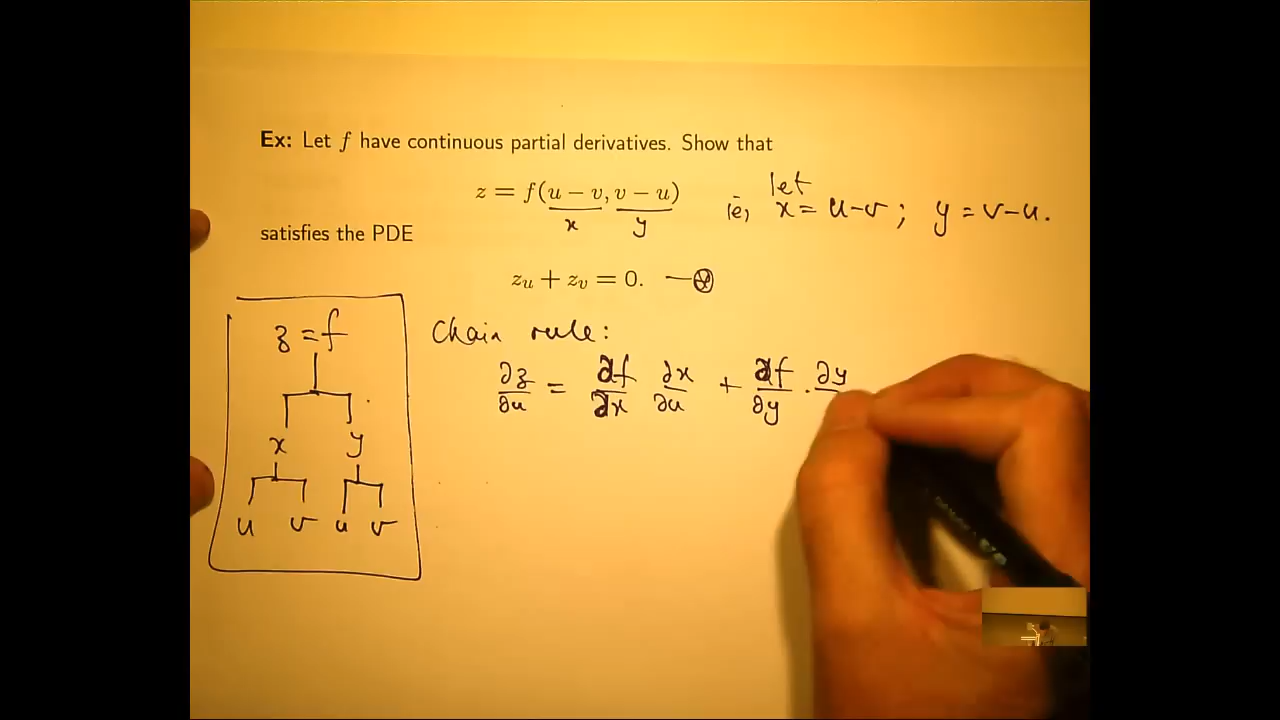 Ex: Let f have continuous partial derivatives. Show that
z = f(u − v, v − u)
x y
ie, let x = u-v ; y = v-u.
satisfies the PDE
z_u + z_v = 0. —⊛
z = f
x y
u v u v
Chain rule:
∂z/∂u = ∂f/∂x ∂x/∂u + ∂f/∂y · ∂y